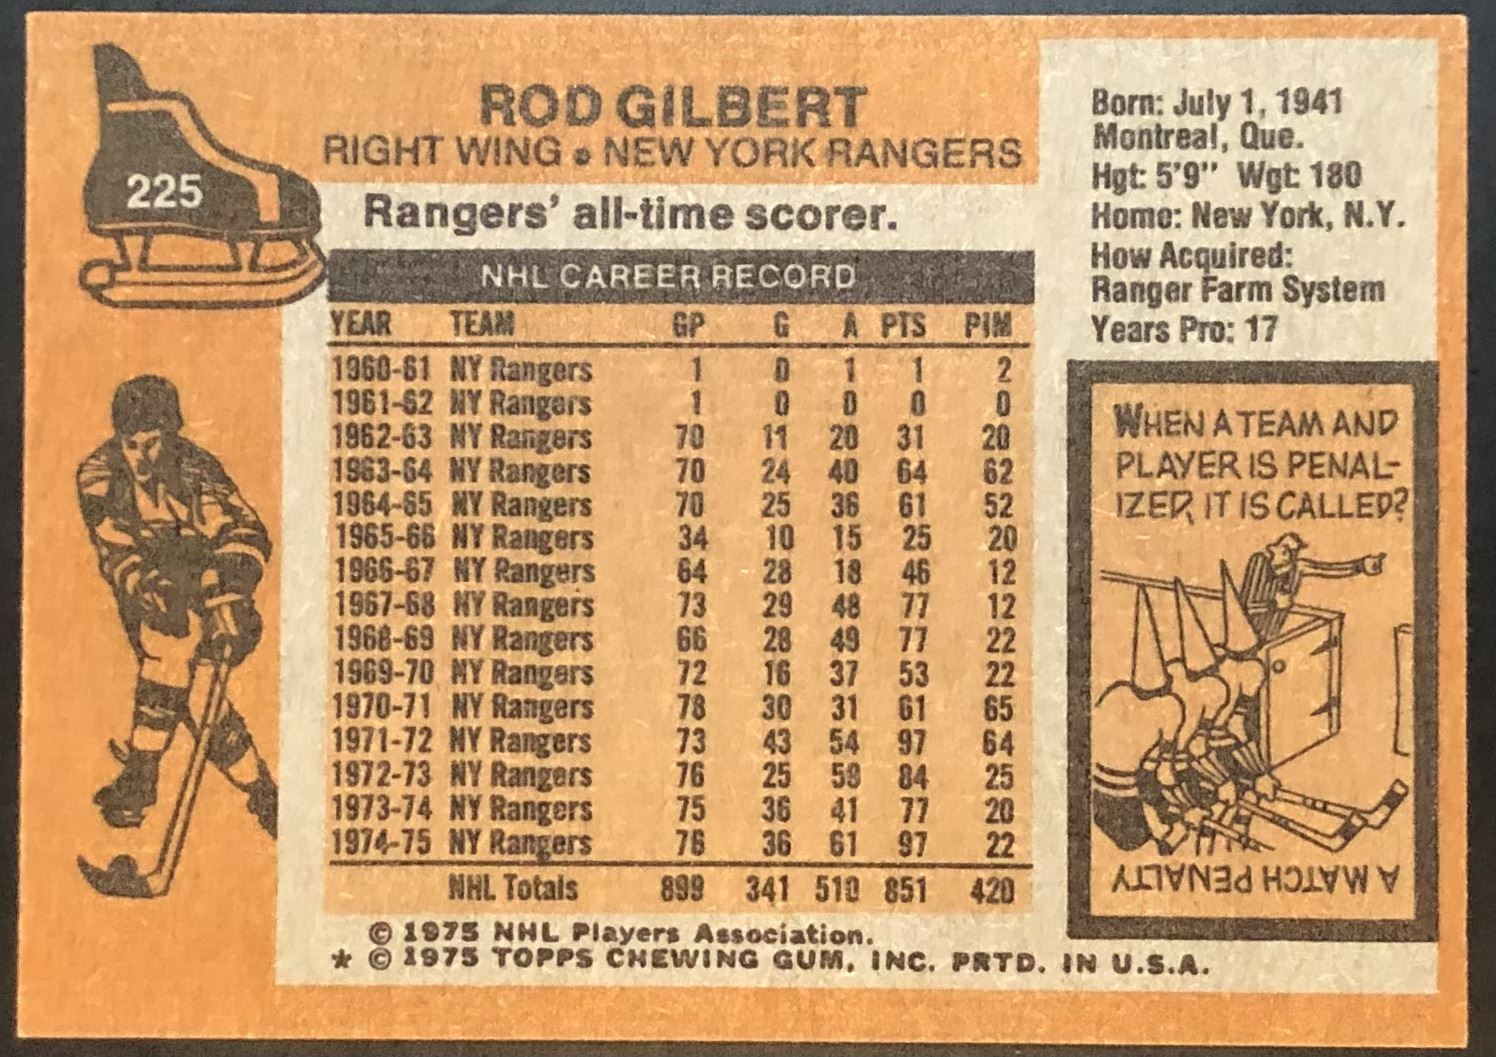 225
ROD GILBERT
RIGHT WING • NEW YORK RANGERS
Rangers' all-time scorer.
NHL CAREER RECORD
YEAR TEAM GP G A PTS PIM
1960-61 NY Rangers 1 0 1 1 2
1961-62 NY Rangers 1 0 0 0 0
1962-63 NY Rangers 70 11 20 31 20
1963-64 NY Rangers 70 24 40 64 62
1964-65 NY Rangers 70 25 36 61 52
1965-66 NY Rangers 34 10 15 25 20
1966-67 NY Rangers 64 28 18 46 12
1967-68 NY Rangers 73 29 48 77 12
1968-69 NY Rangers 66 28 49 77 22
1969-70 NY Rangers 72 16 37 53 22
1970-71 NY Rangers 78 30 31 61 65
1971-72 NY Rangers 73 43 54 97 64
1972-73 NY Rangers 76 25 59 84 25
1973-74 NY Rangers 75 36 41 77 20
1974-75 NY Rangers 76 36 61 97 22
NHL Totals 899 341 510 851 420
© 1975 NHL Players Association.
* © 1975 TOPPS CHEWING GUM, INC. PRTD. IN U.S.A.
Born: July 1, 1941
Montreal, Que.
Hgt: 5'9" Wgt: 180
Home: New York, N.Y.
How Acquired:
Ranger Farm System
Years Pro: 17
WHEN A TEAM AND
PLAYER IS PENAL-
IZED, IT IS CALLED?
A MATCH PENALTY